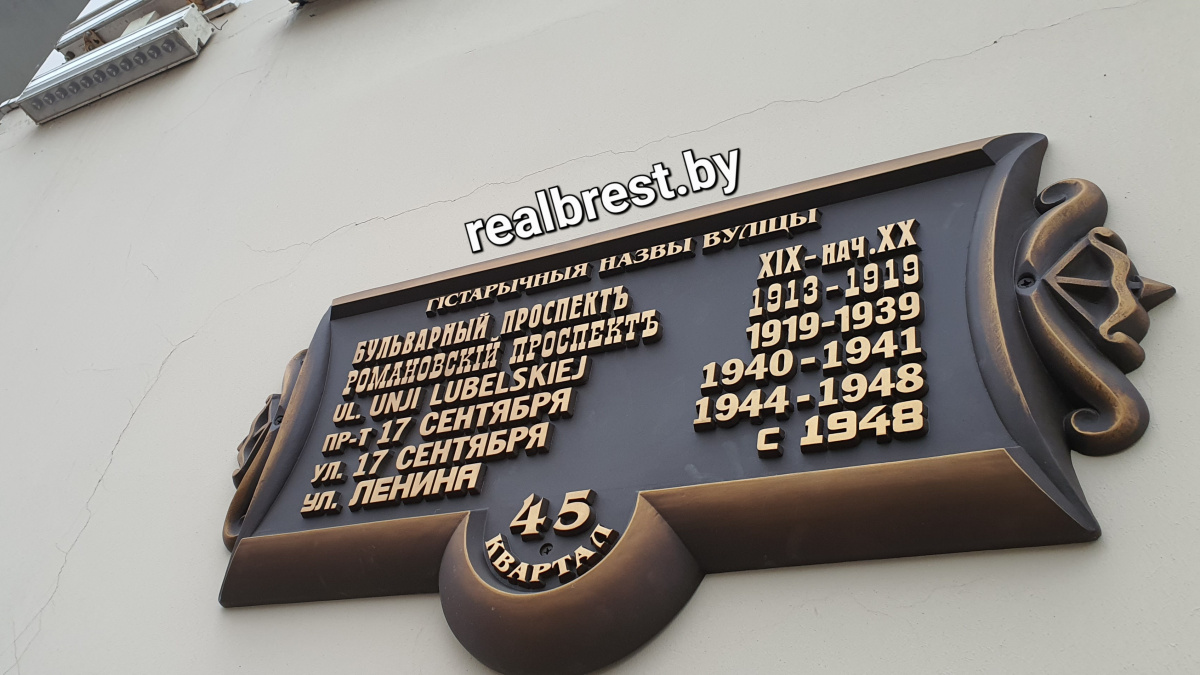 realbrest.by
ГІСТАРЫЧНЫЯ НАЗВЫ ВУЛІЦЫ
БУЛЬВАРНЫЙ ПРОСПЕКТЪ XIX-НАЧ.XX
РОМАНОВСКІЙ ПРОСПЕКТЪ 1913-1919
UL. UNJI LUBELSKIEJ 1919-1939
ПР-Т 17 СЕНТЯБРЯ 1940-1941
УЛ. 17 СЕНТЯБРЯ 1944-1948
УЛ. ЛЕНИНА С 1948
45
КВАРТАЛ